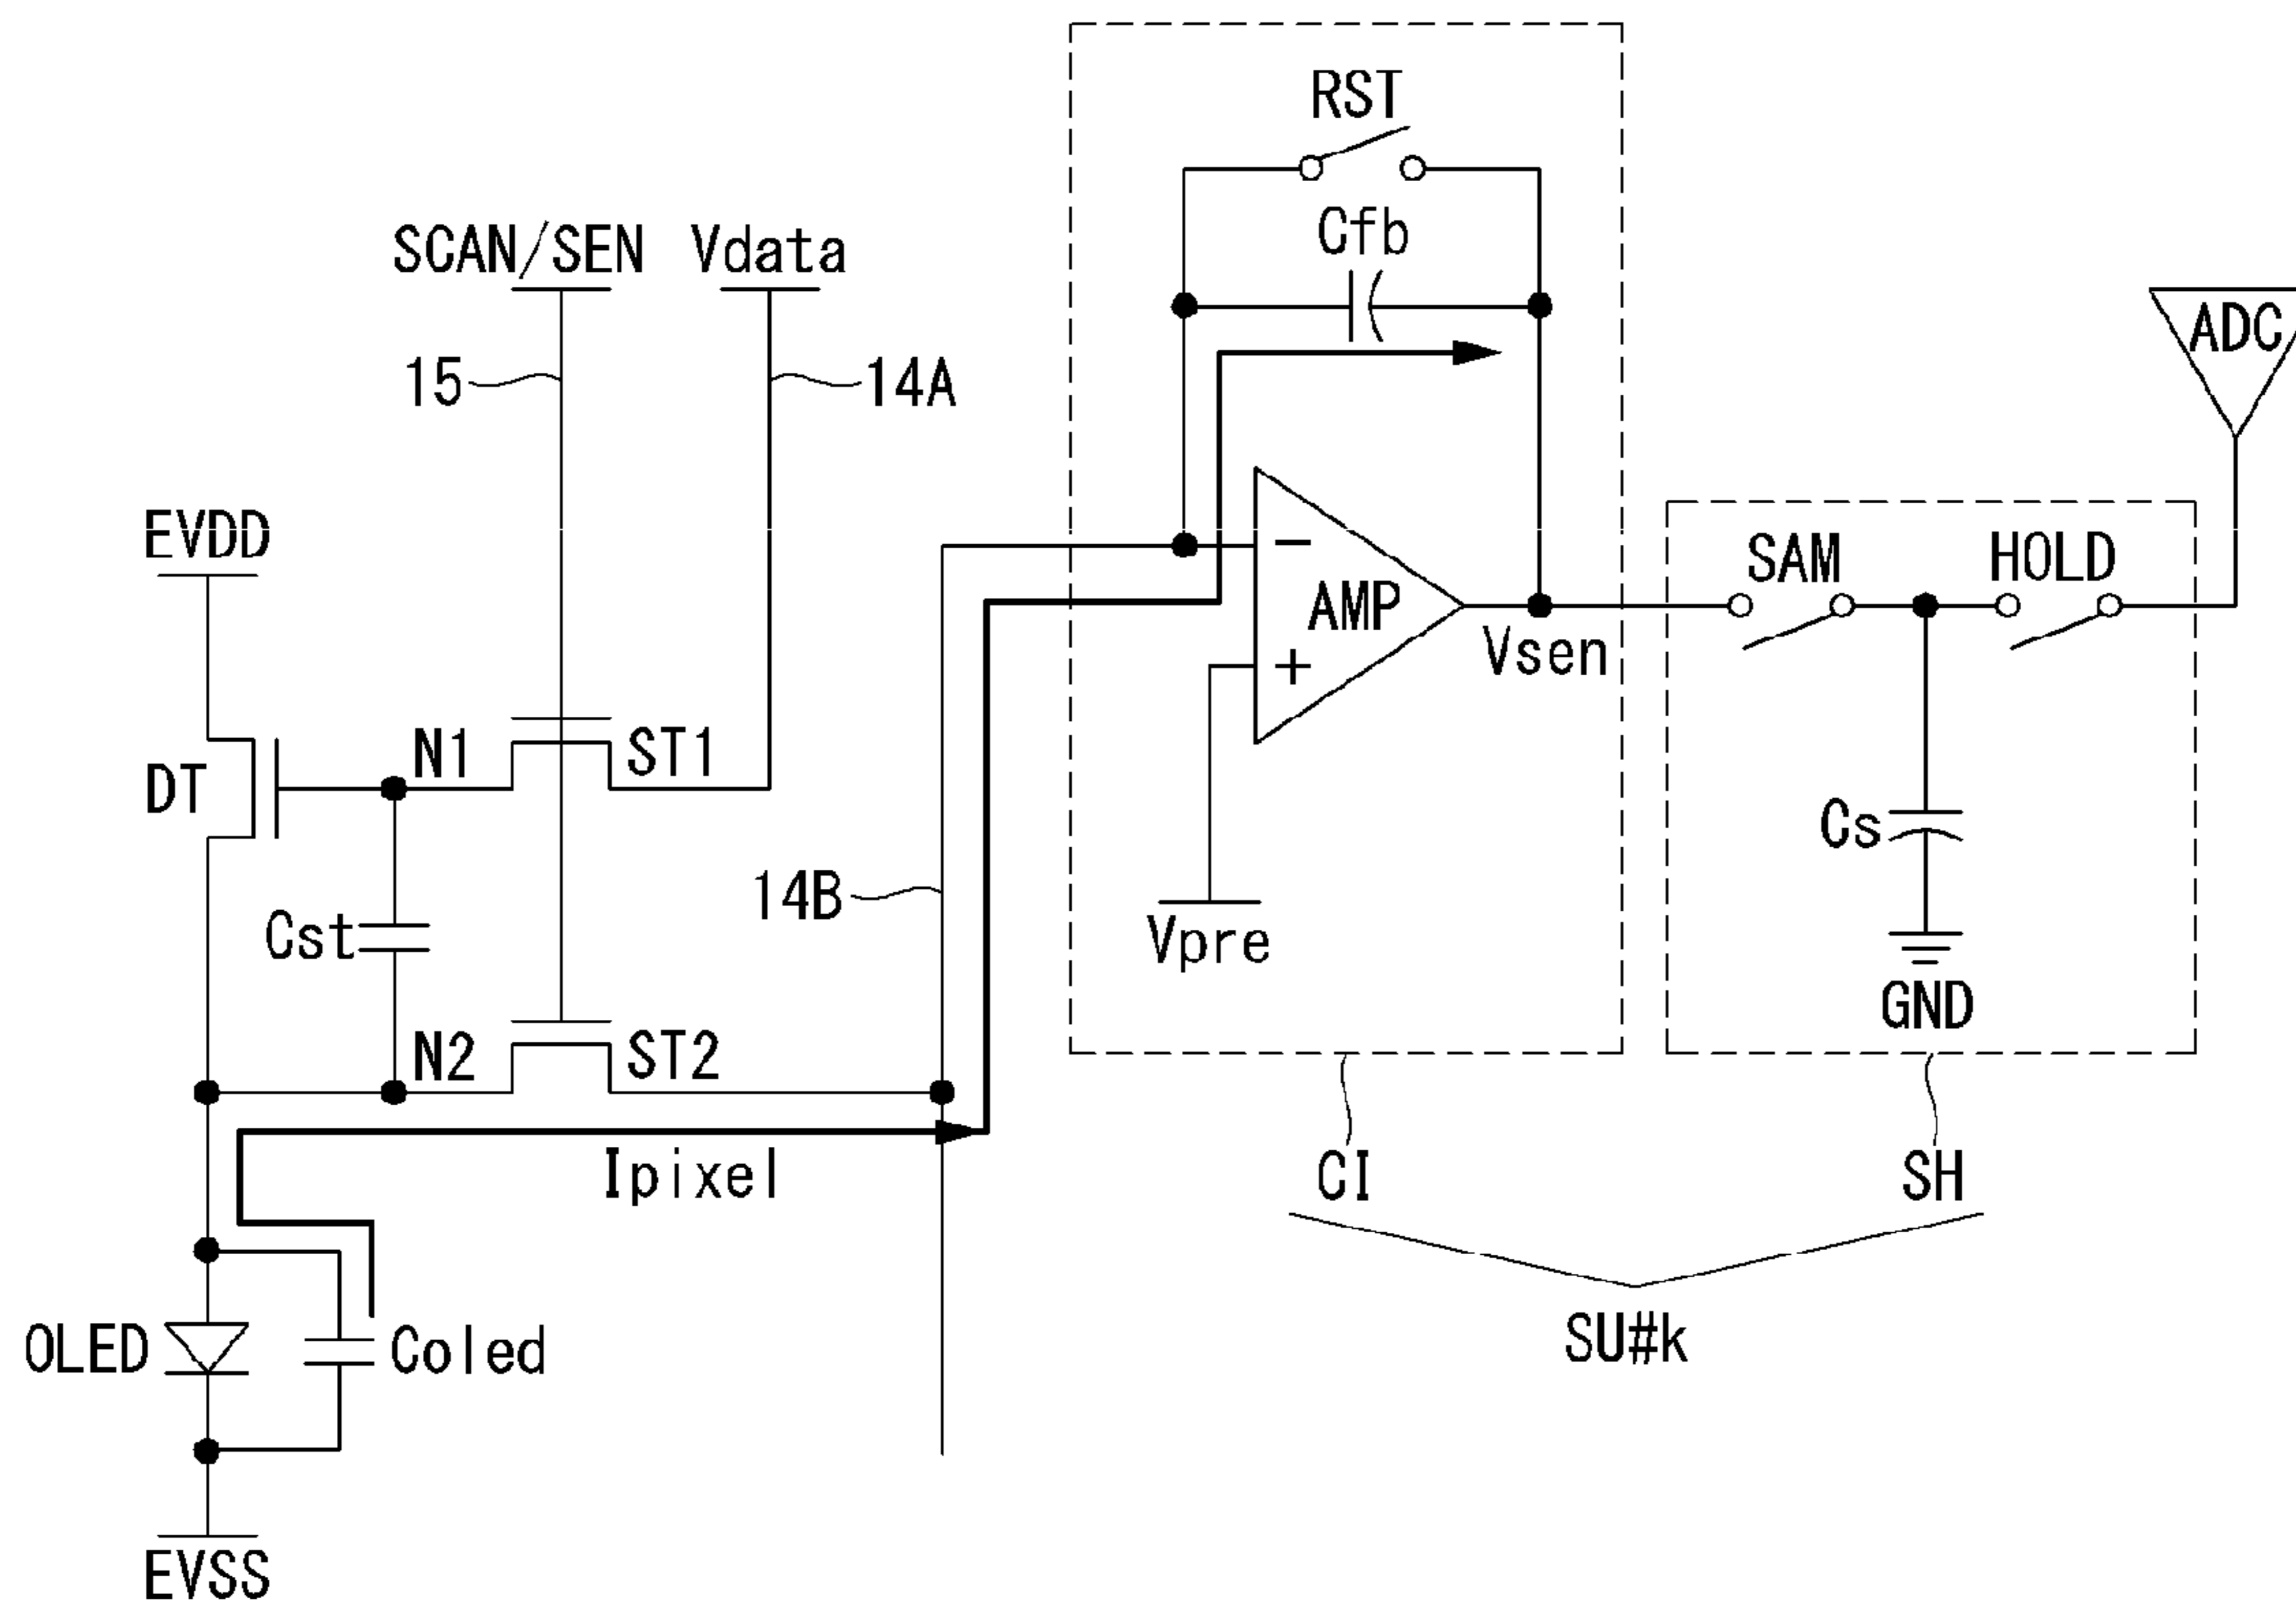 RST
Cfb
SCAN/SEN Vdata
15
14A
ADC
EVDD
−
AMP
+
Vsen
SAM
HOLD
DT
N1
ST1
Cs
14B
Cst
Vpre
GND
N2
ST2
Ipixel
CI
SH
OLED
Coled
SU#k
EVSS